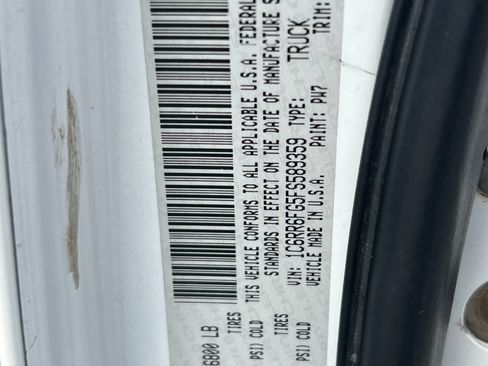 6800 LB
TIRES
PSI) COLD
THIS VEHICLE CONFORMS TO ALL APPLICABLE U.S.A. FEDERAL
STANDARDS IN EFFECT ON THE DATE OF MANUFACTURE S
TIRES
PSI) COLD
VIN: 1C6RR6FG5FS589359 TYPE: TRUCK
VEHICLE MADE IN U.S.A. PAINT: PW7 TRIM: